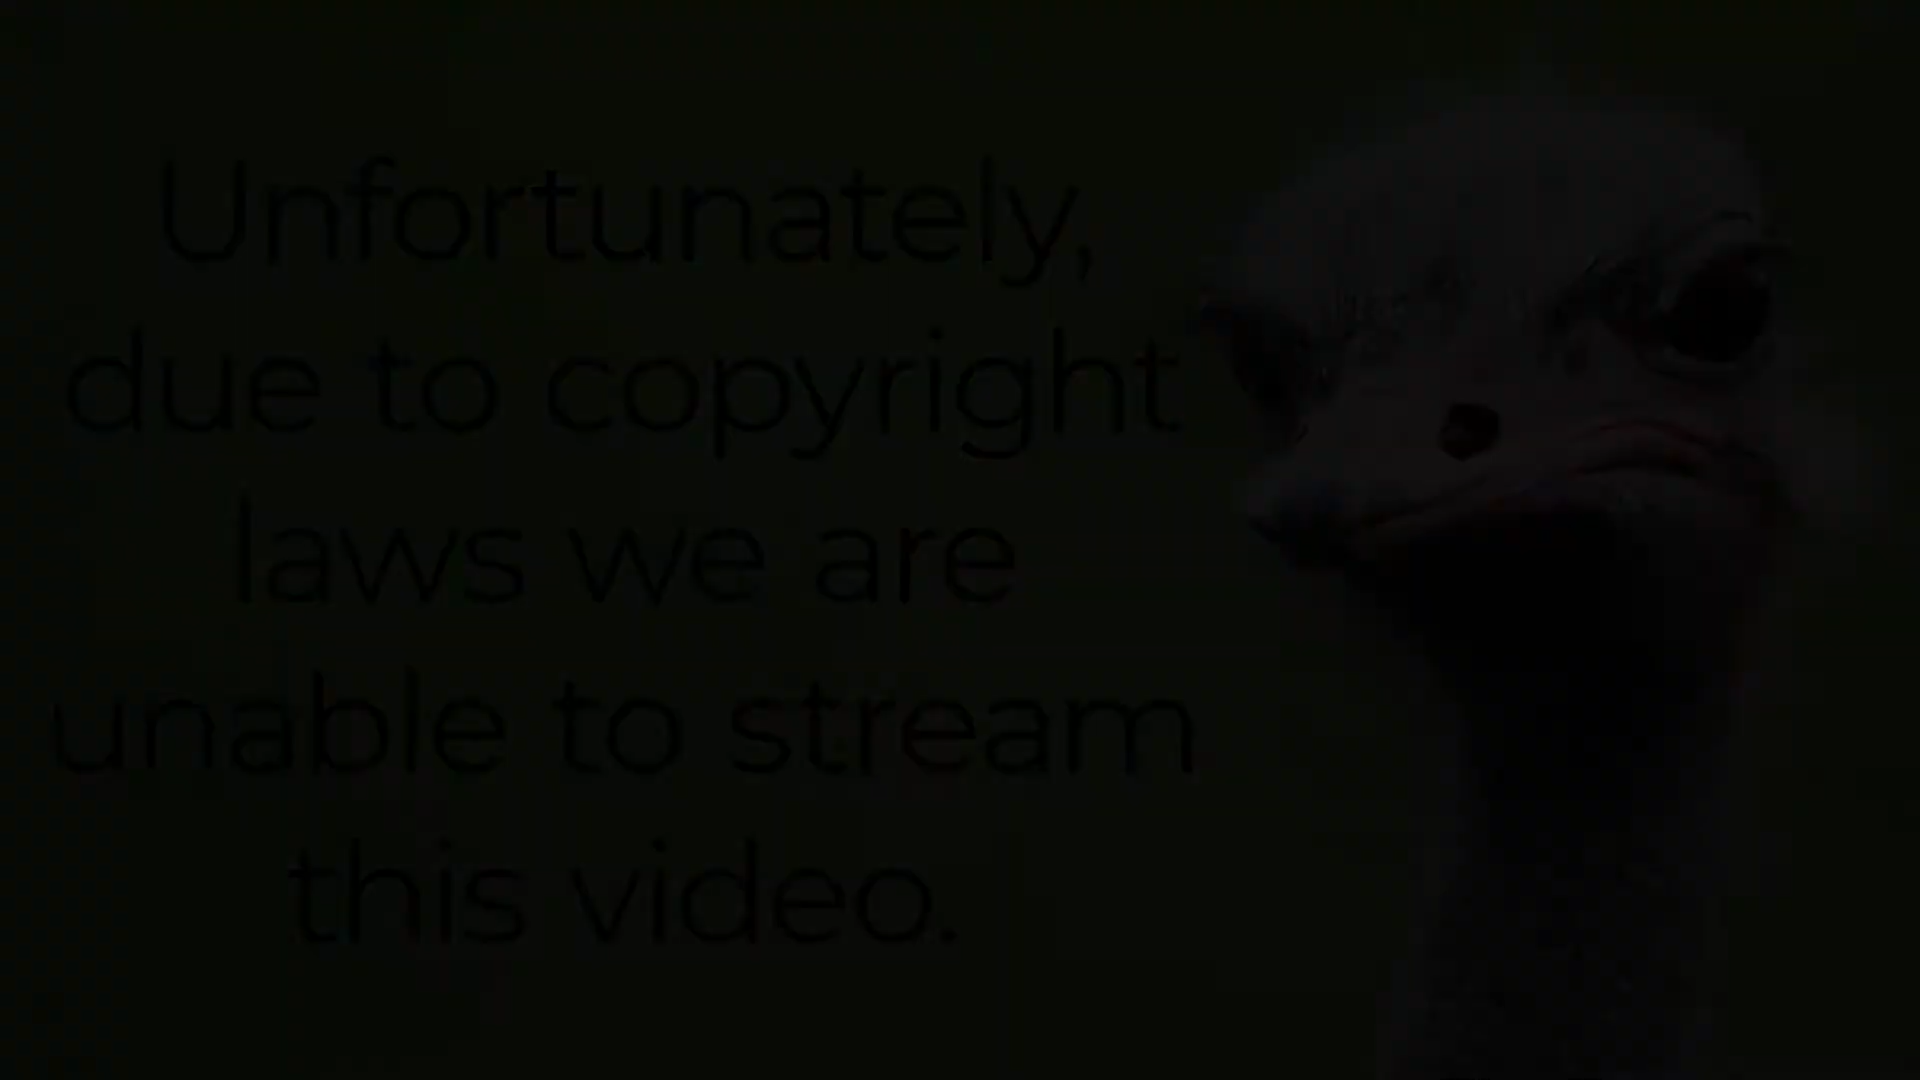 Unfortunately,
due to copyright
laws we are
unable to stream
this video.